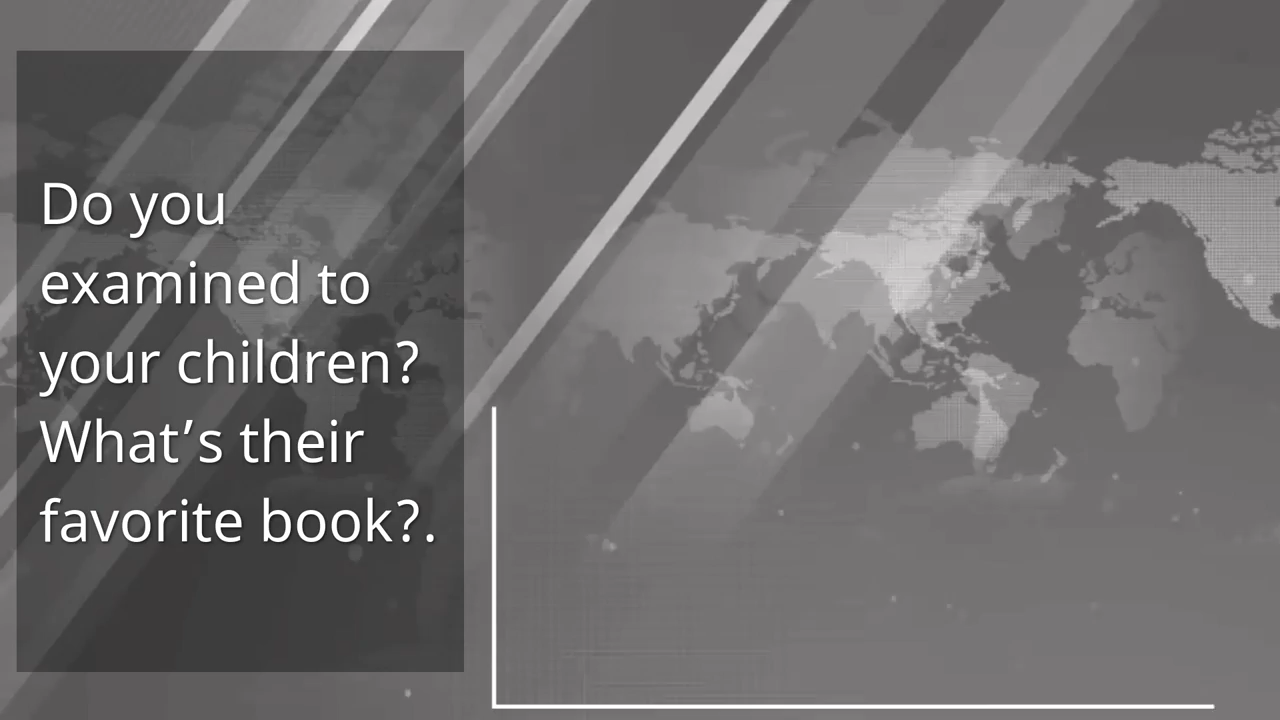 Do you
examined to
your children?
What’s their
favorite book?.